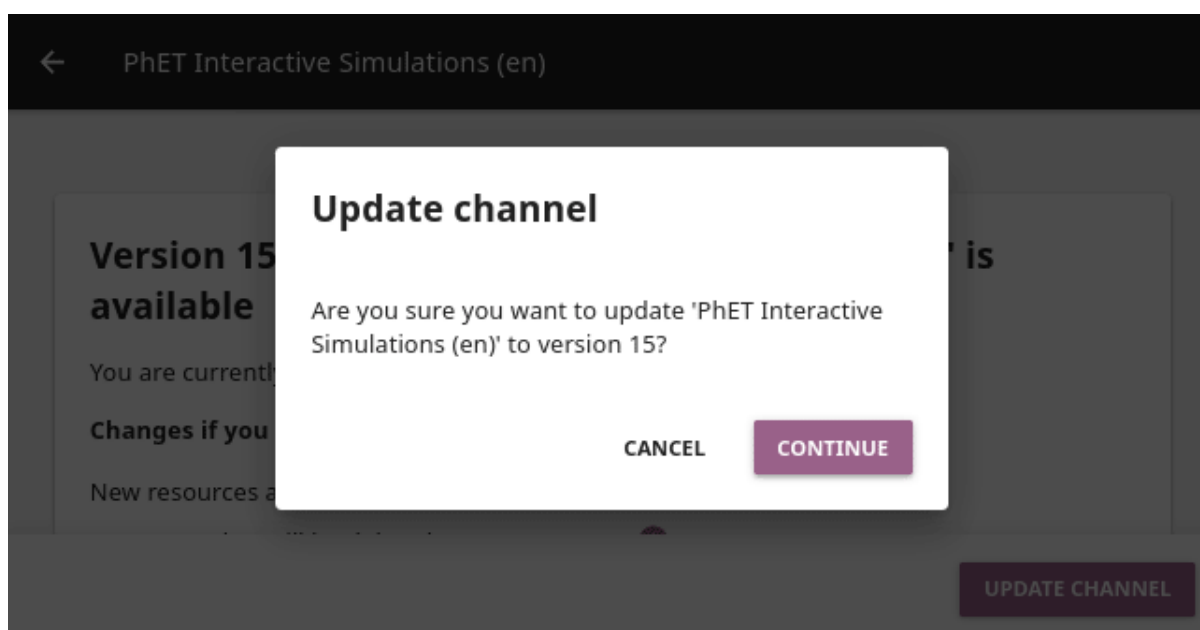 PhET Interactive Simulations (en)
Update channel
Version 15
' is
available
Are you sure you want to update 'PhET Interactive
Simulations (en)' to version 15?
You are currently
Changes if you
CANCEL
CONTINUE
New resources
UPDATE CHANNEL